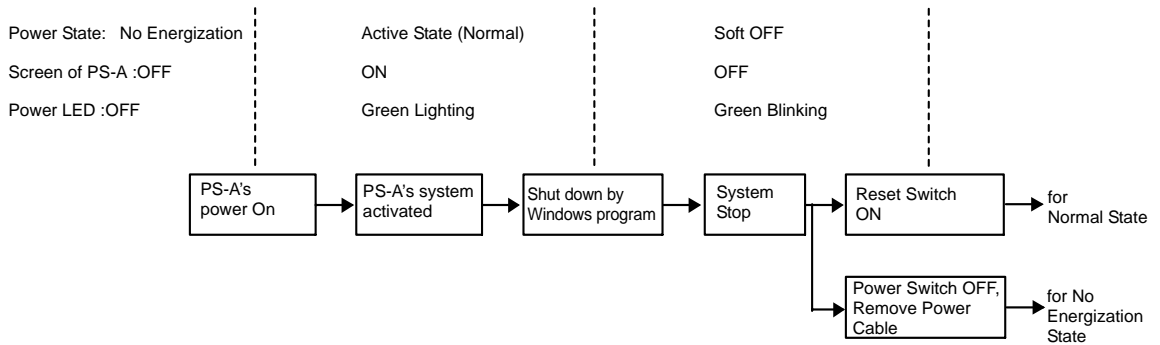 Power State: No Energization Active State (Normal) Soft OFF
Screen of PS-A :OFF ON OFF
Power LED :OFF Green Lighting Green Blinking
PS-A's
power On
PS-A's system
activated
Shut down by
Windows program
System
Stop
Reset Switch
ON
for
Normal State
Power Switch OFF,
Remove Power
Cable
for No
Energization
State